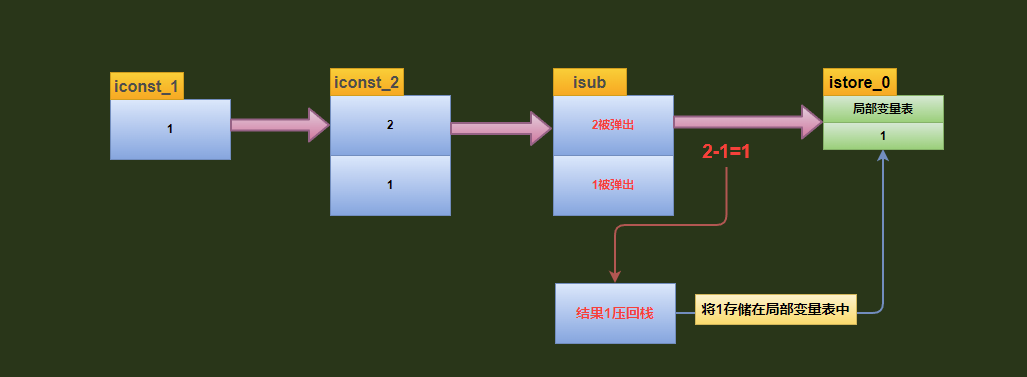 iconst_1
1
iconst_2
2
1
isub
2被弹出
1被弹出
2-1=1
istore_0
局部变量表
1
结果1压回栈
将1存储在局部变量表中